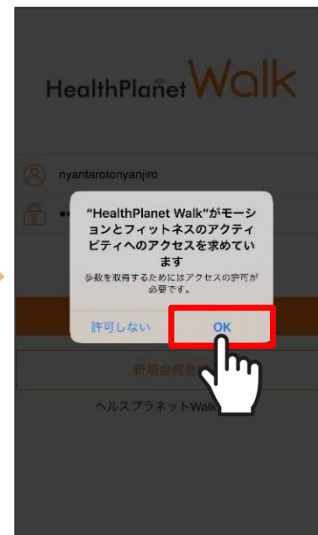 HealthPlanet Walk
nyantarotonyanjiro
"HealthPlanet Walk"がモーシ
ョンとフィットネスのアクティ
ビティへのアクセスを求めてい
ます
歩数を取得するためにはアクセスの許可が
必要です。
許可しない OK
新規会員登
ヘルスプラネットWalk